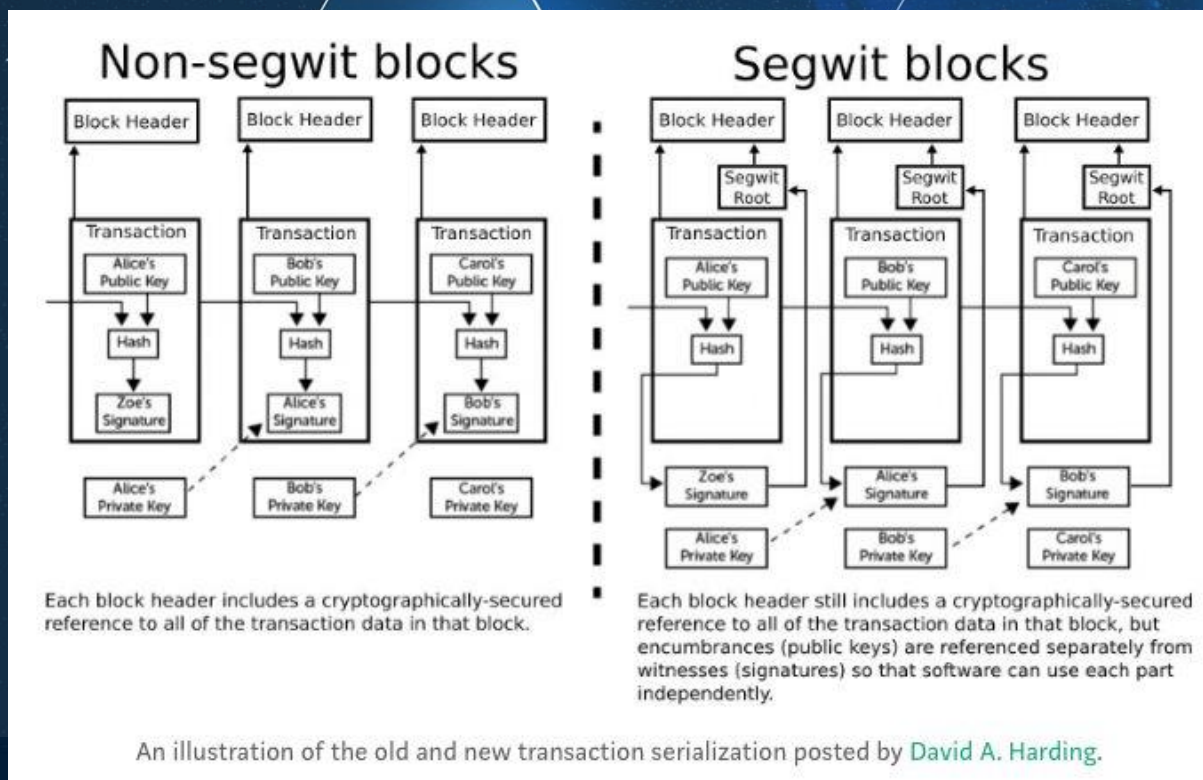 Non-segwit blocks
Block Header
Block Header
Block Header
Transaction
Transaction
Transaction
Alice's
Public Key
Bob's
Public Key
Carol's
Public Key
Hash
Hash
Hash
Zoe's
Signature
Alice's
Signature
Bob's
Signature
Alice's
Private Key
Bob's
Private Key
Carol's
Private Key
Each block header includes a cryptographically-secured
reference to all of the transaction data in that block.
Segwit blocks
Block Header
Block Header
Block Header
Segwit
Root
Segwit
Root
Segwit
Root
Transaction
Transaction
Transaction
Alice's
Public Key
Bob's
Public Key
Carol's
Public Key
Hash
Hash
Hash
Zoe's
Signature
Alice's
Signature
Bob's
Signature
Alice's
Private Key
Bob's
Private Key
Carol's
Private Key
Each block header still includes a cryptographically-secured
reference to all of the transaction data in that block, but
encumbrances (public keys) are referenced separately from
witnesses (signatures) so that software can use each part
independently.
An illustration of the old and new transaction serialization posted by David A. Harding.